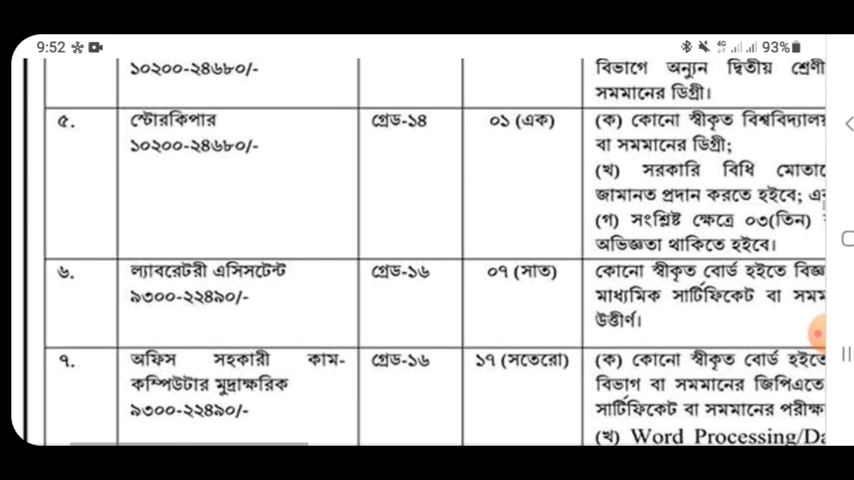 9:52 4G 93%
১০২০০-২৪৬৮০/- বিভাগে অন্যূন দ্বিতীয় শ্রেণী
সমমানের ডিগ্রী।
৫. স্টোরকিপার গ্রেড-১৪ ০১ (এক) (ক) কোনো স্বীকৃত বিশ্ববিদ্যালয়
১০২০০-২৪৬৮০/- বা সমমানের ডিগ্রী;
(খ) সরকারি বিধি
জামানত প্রদান করতে হইবে;
(গ) সংশ্লিষ্ট ক্ষেত্রে ০৩(তিন)
অভিজ্ঞতা থাকিতে হইবে।
৬. ল্যাবরেটরী এসিসটেন্ট গ্রেড-১৬ ০৭ (সাত) কোনো স্বীকৃত বোর্ড হইতে
৯৩০০-২২৪৯০/- মাধ্যমিক সার্টিফিকেট বা
উত্তীর্ণ।
৭. অফিস সহকারী কাম- গ্রেড-১৬ ১৭ (সতেরো) (ক) কোনো স্বীকৃত বোর্ড হইতে
কম্পিউটার মুদ্রাক্ষরিক বিভাগ বা সমমানের জিপিএতে
৯৩০০-২২৪৯০/- সার্টিফিকেট বা সমমানের
(খ) Word Processing/Da